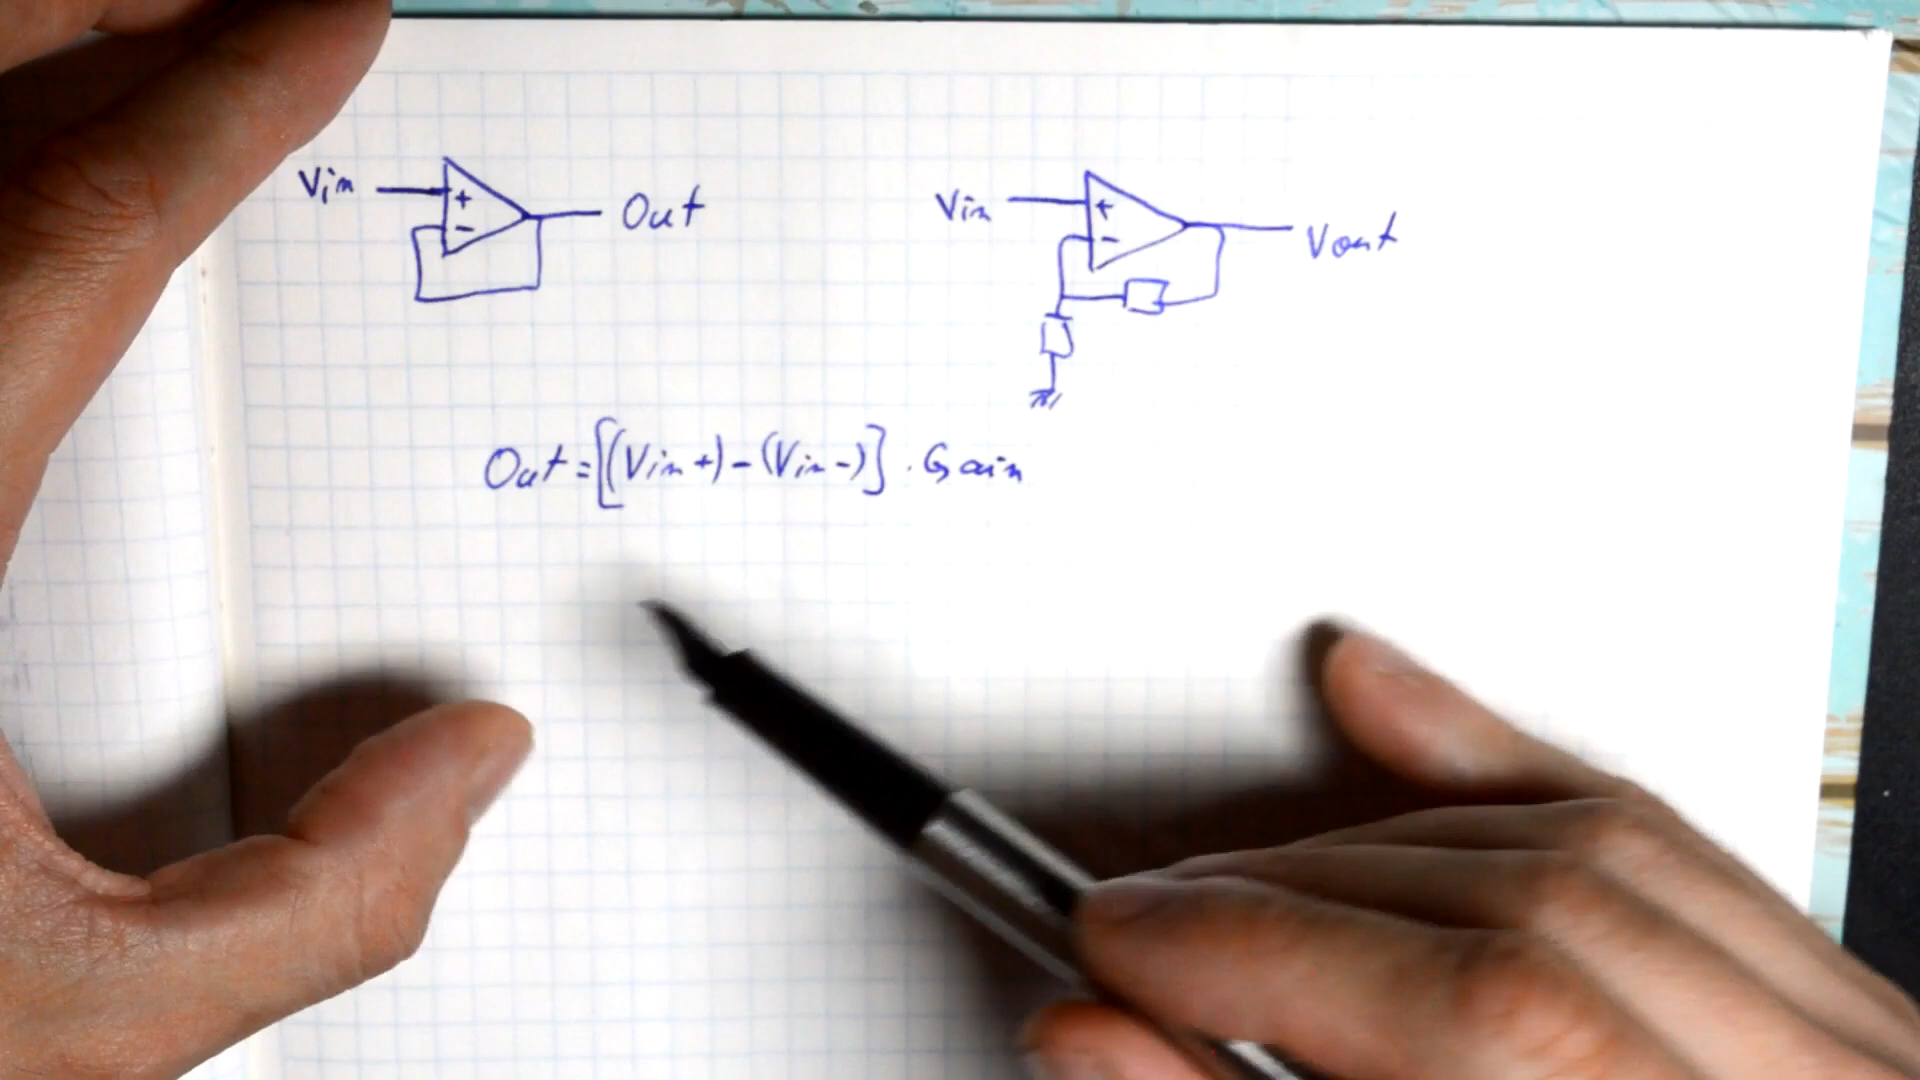 Vin + - Out
Vin + - Vout
Out = [(Vin+) - (Vin-)] . Gain